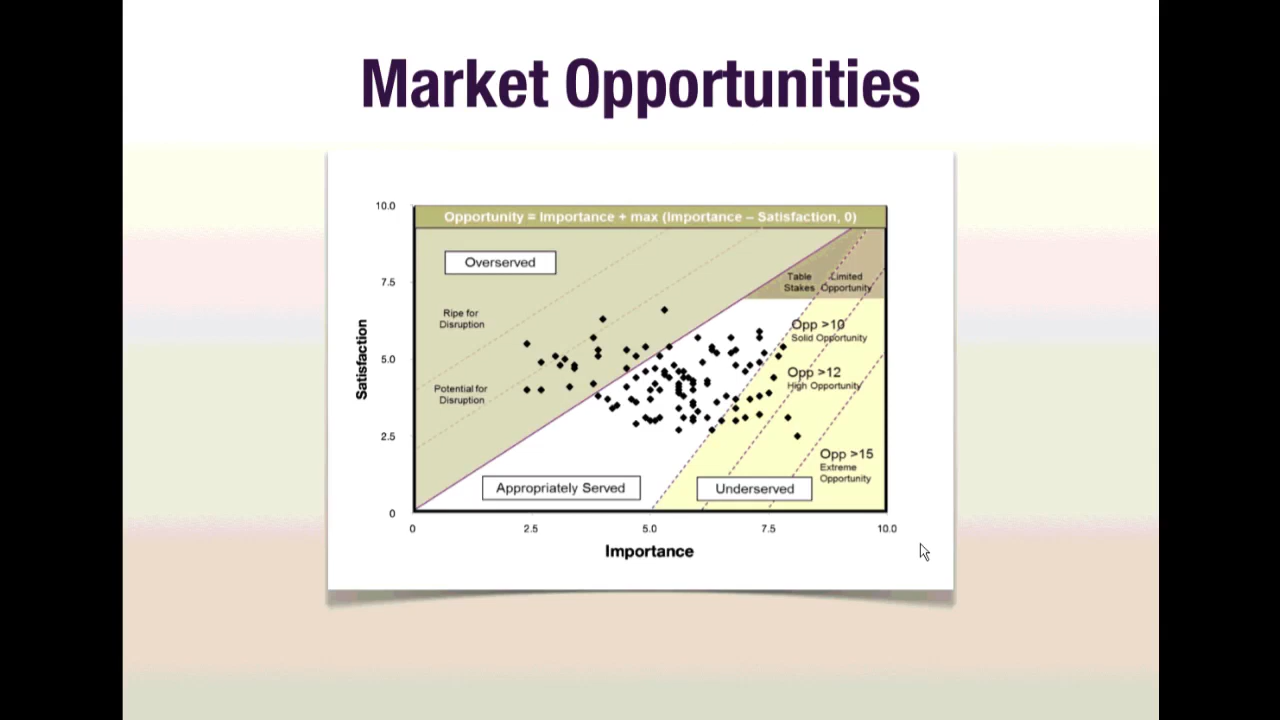 Market Opportunities
10.0
Opportunity = Importance + max (Importance – Satisfaction, 0)
Overserved
7.5
Table
Stakes
Limited
Opportunity
Ripe for
Disruption
Opp >10
Solid Opportunity
Satisfaction
5.0
Opp >12
High Opportunity
Potential for
Disruption
2.5
Opp >15
Extreme
Opportunity
Appropriately Served
Underserved
0
0
2.5
5.0
7.5
10.0
Importance